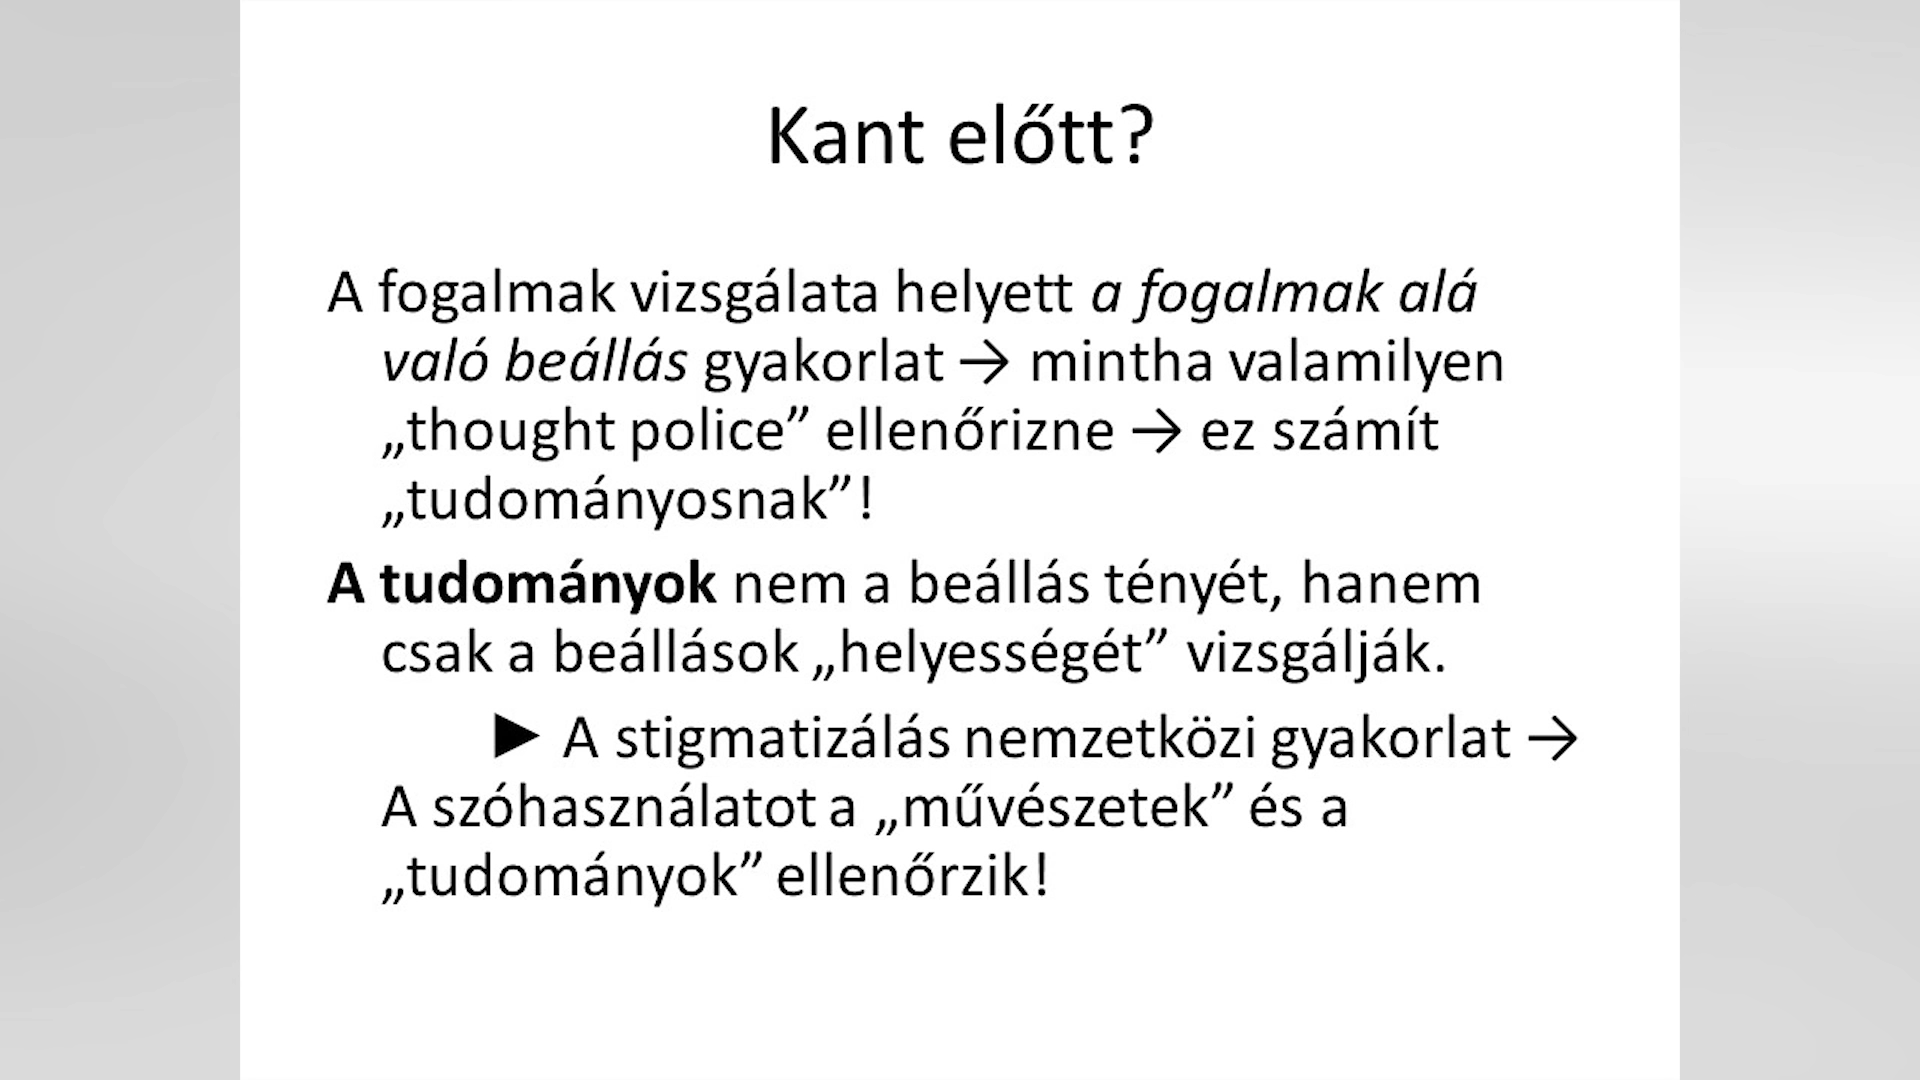 Kant előtt?
A fogalmak vizsgálata helyett a fogalmak alá
való beállás gyakorlat → mintha valamilyen
„thought police” ellenőrizne → ez számít
„tudományosnak”!
A tudományok nem a beállás tényét, hanem
csak a beállások „helyességét” vizsgálják.
► A stigmatizálás nemzetközi gyakorlat →
A szóhasználatot a „művészetek” és a
„tudományok” ellenőrzik!